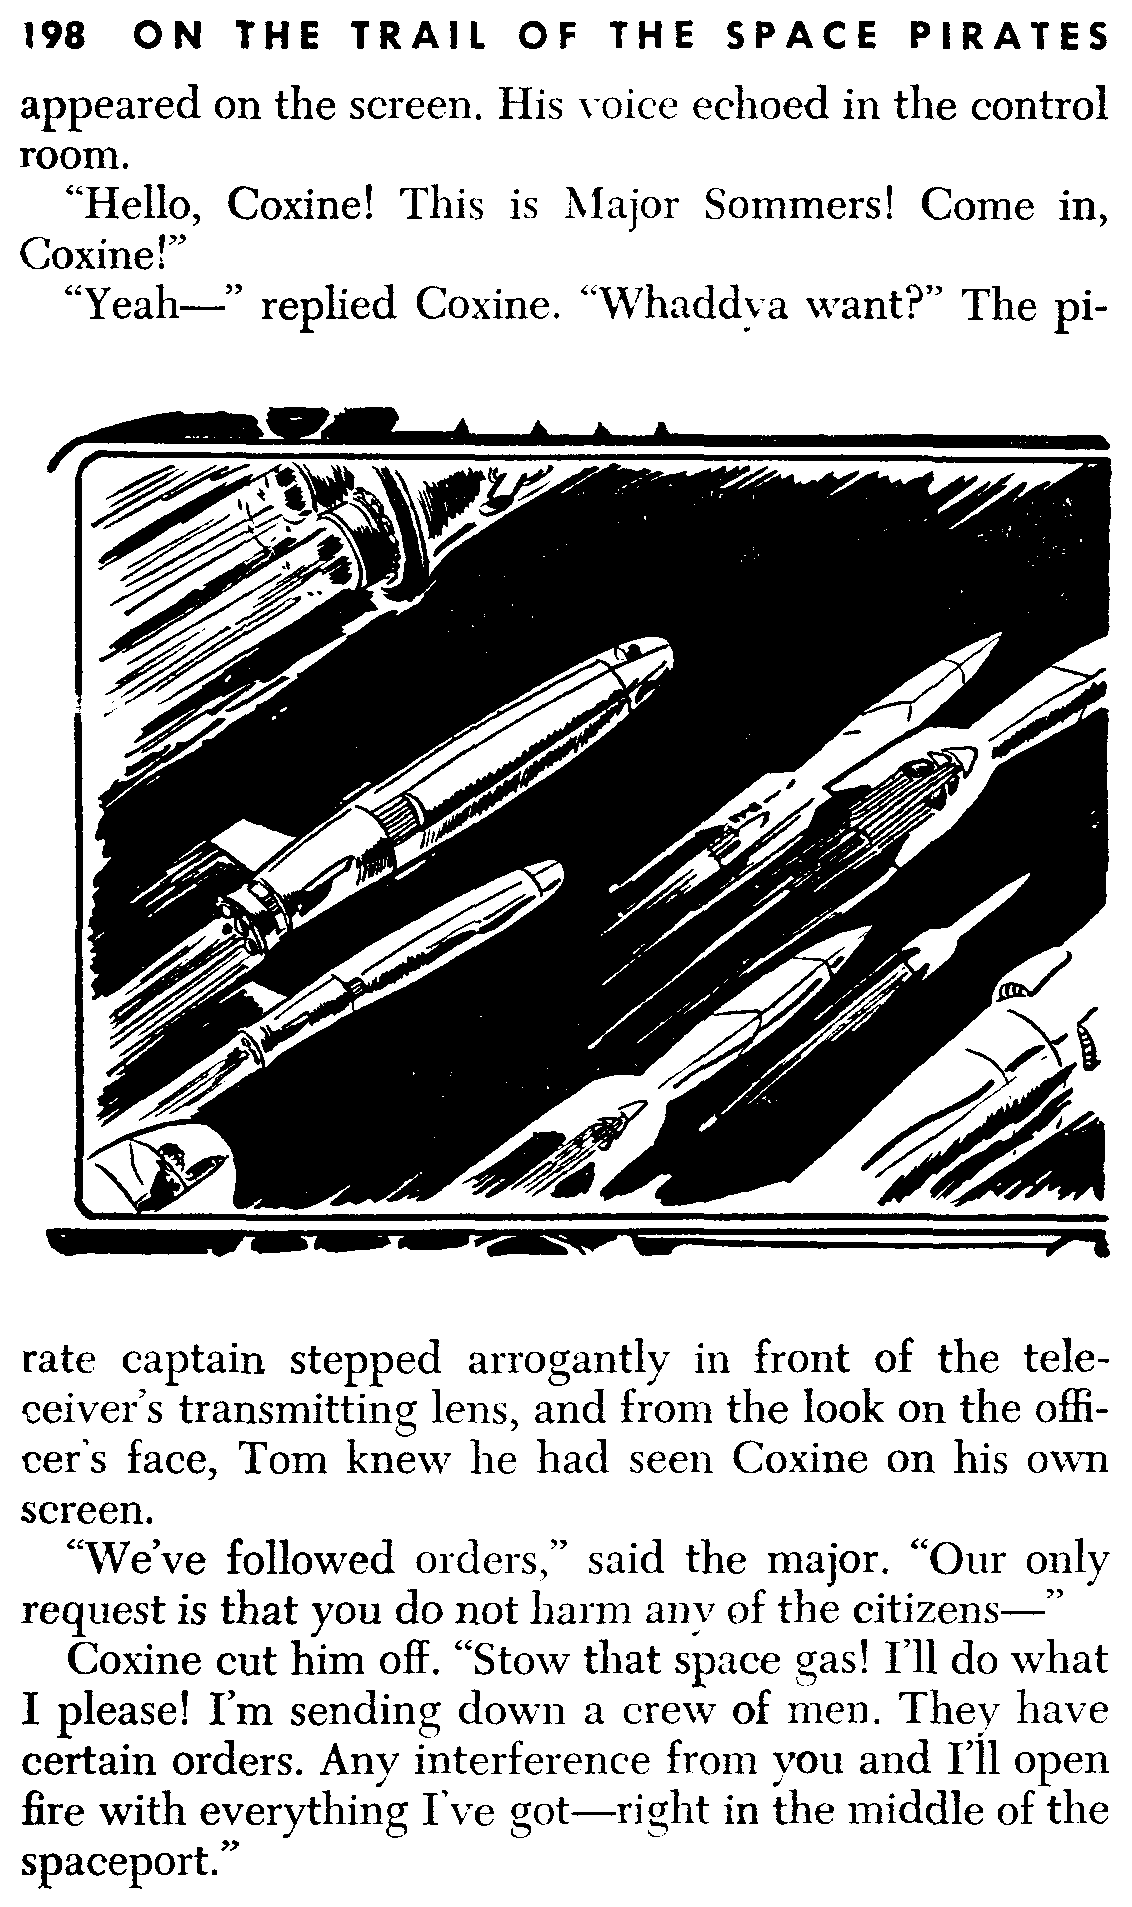 198 ON THE TRAIL OF THE SPACE PIRATES
appeared on the screen. His voice echoed in the control
room.
“Hello, Coxine! This is Major Sommers! Come in,
Coxine!”
“Yeah—” replied Coxine. “Whaddya want?” The pi-
rate captain stepped arrogantly in front of the tele-
ceiver’s transmitting lens, and from the look on the offi-
cer’s face, Tom knew he had seen Coxine on his own
screen.
“We’ve followed orders,” said the major. “Our only
request is that you do not harm any of the citizens—”
Coxine cut him off. “Stow that space gas! I’ll do what
I please! I’m sending down a crew of men. They have
certain orders. Any interference from you and I’ll open
fire with everything I’ve got—right in the middle of the
spaceport.”